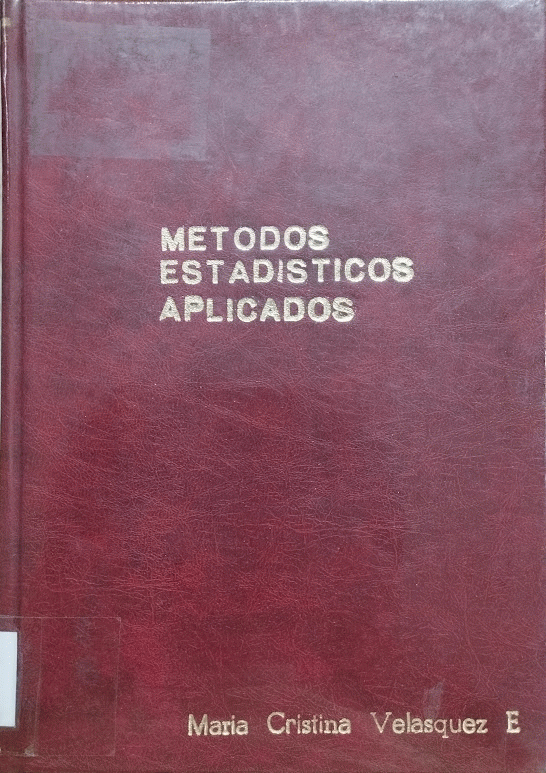 METODOS
ESTADISTICOS
APLICADOS
Maria Cristina Velasquez E